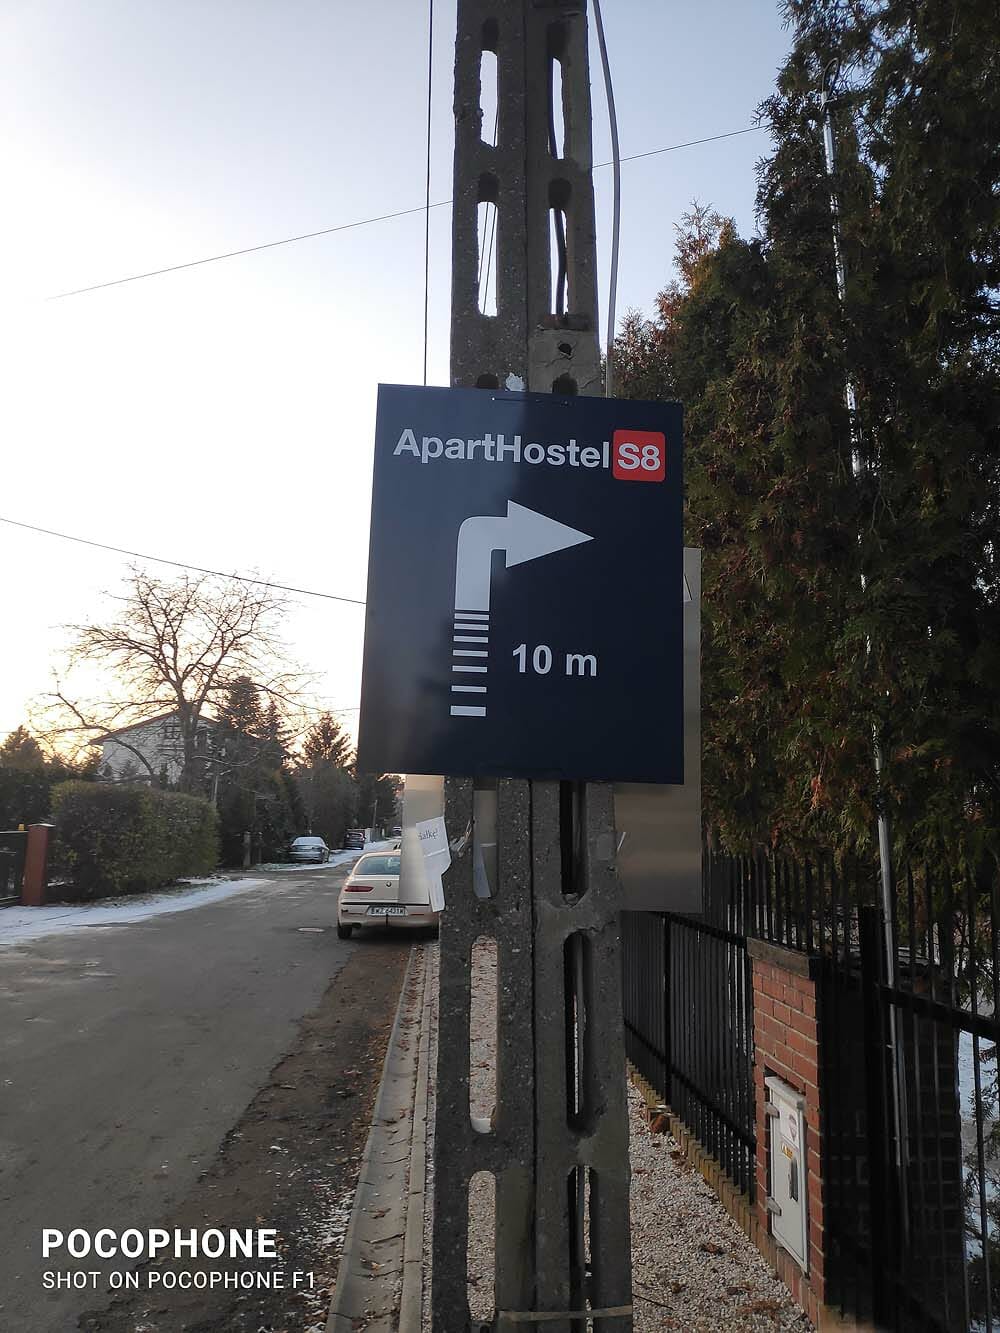 ApartHostel S8
10 m
POCOPHONE
SHOT ON POCOPHONE F1